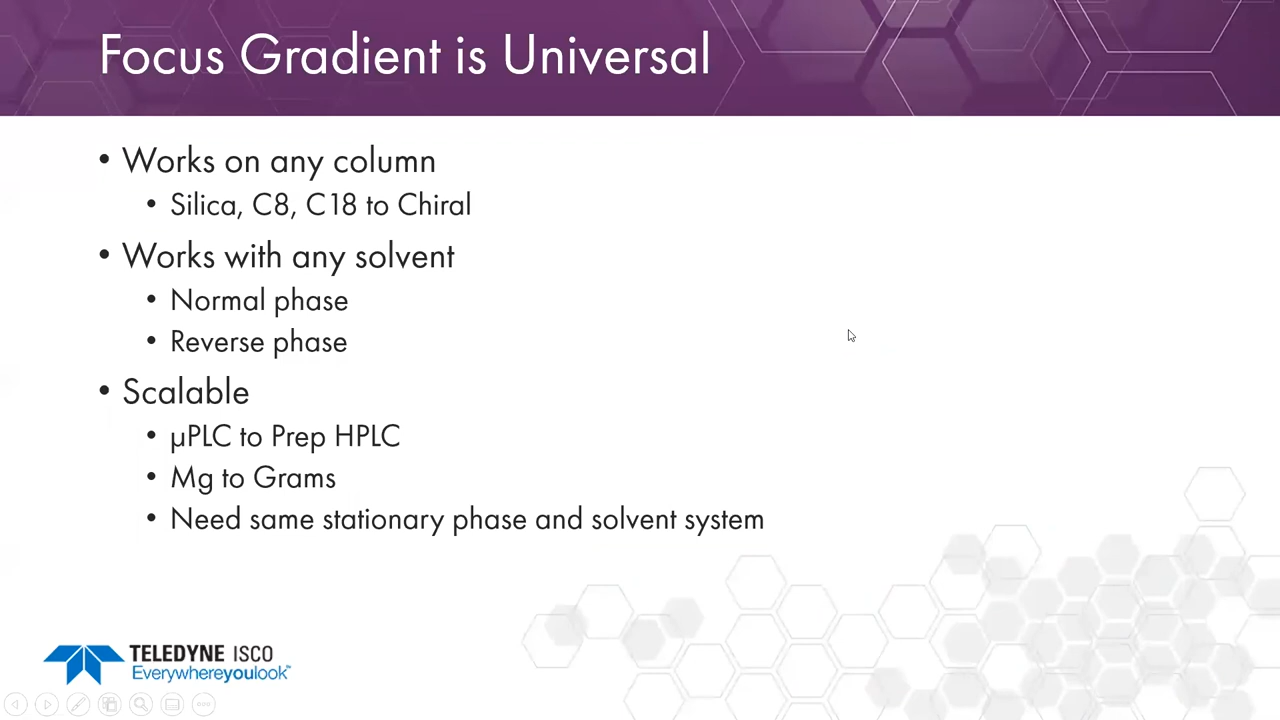 Focus Gradient is Universal
• Works on any column
• Silica, C8, C18 to Chiral
• Works with any solvent
• Normal phase
• Reverse phase
• Scalable
• µPLC to Prep HPLC
• Mg to Grams
• Need same stationary phase and solvent system
TELEDYNE ISCO
Everywhereyoulook™